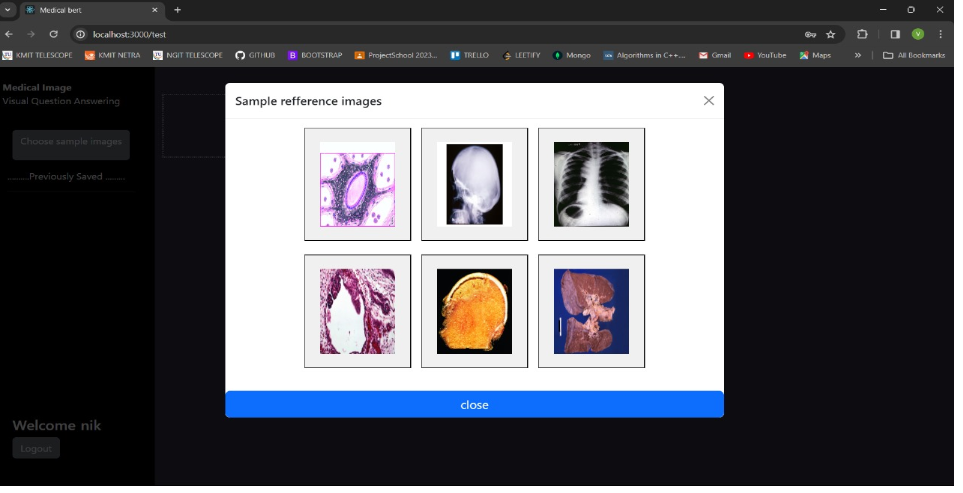 Medical bert
localhost:3000/test
KMIT TELESCOPE KMIT NETRA NGIT TELESCOPE GITHUB BOOTSTRAP ProjectSchool 2023... TRELLO LEETIFY Mongo Algorithms in C++,... Gmail YouTube Maps All Bookmarks
Medical Image
Visual Question Answering
Choose sample images
..........Previously Saved .........
Sample refference images
close
Welcome nik
Logout